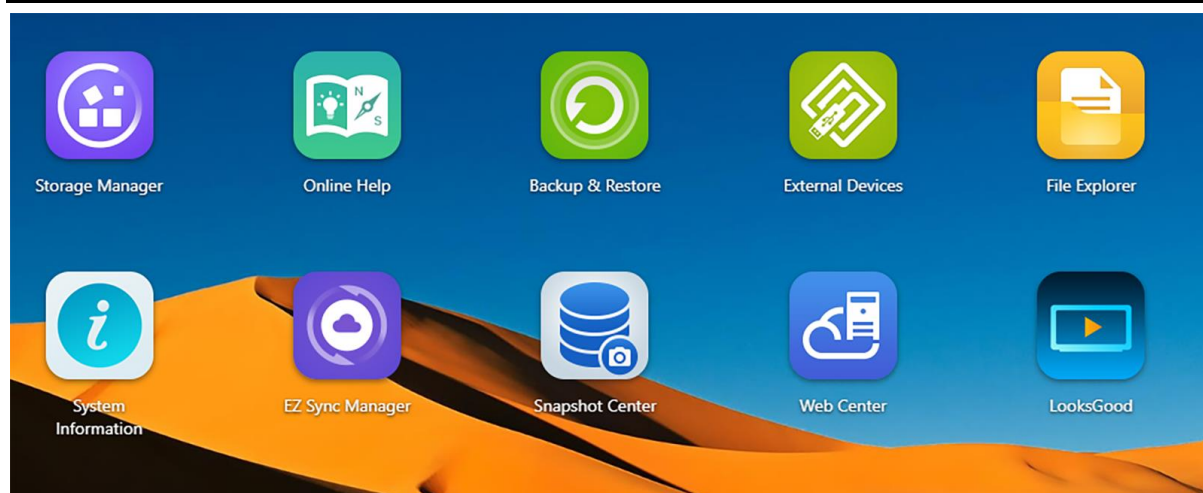 Storage Manager
N
S
Online Help
Backup & Restore
External Devices
File Explorer
i
System
Information
EZ Sync Manager
Snapshot Center
Web Center
LooksGood